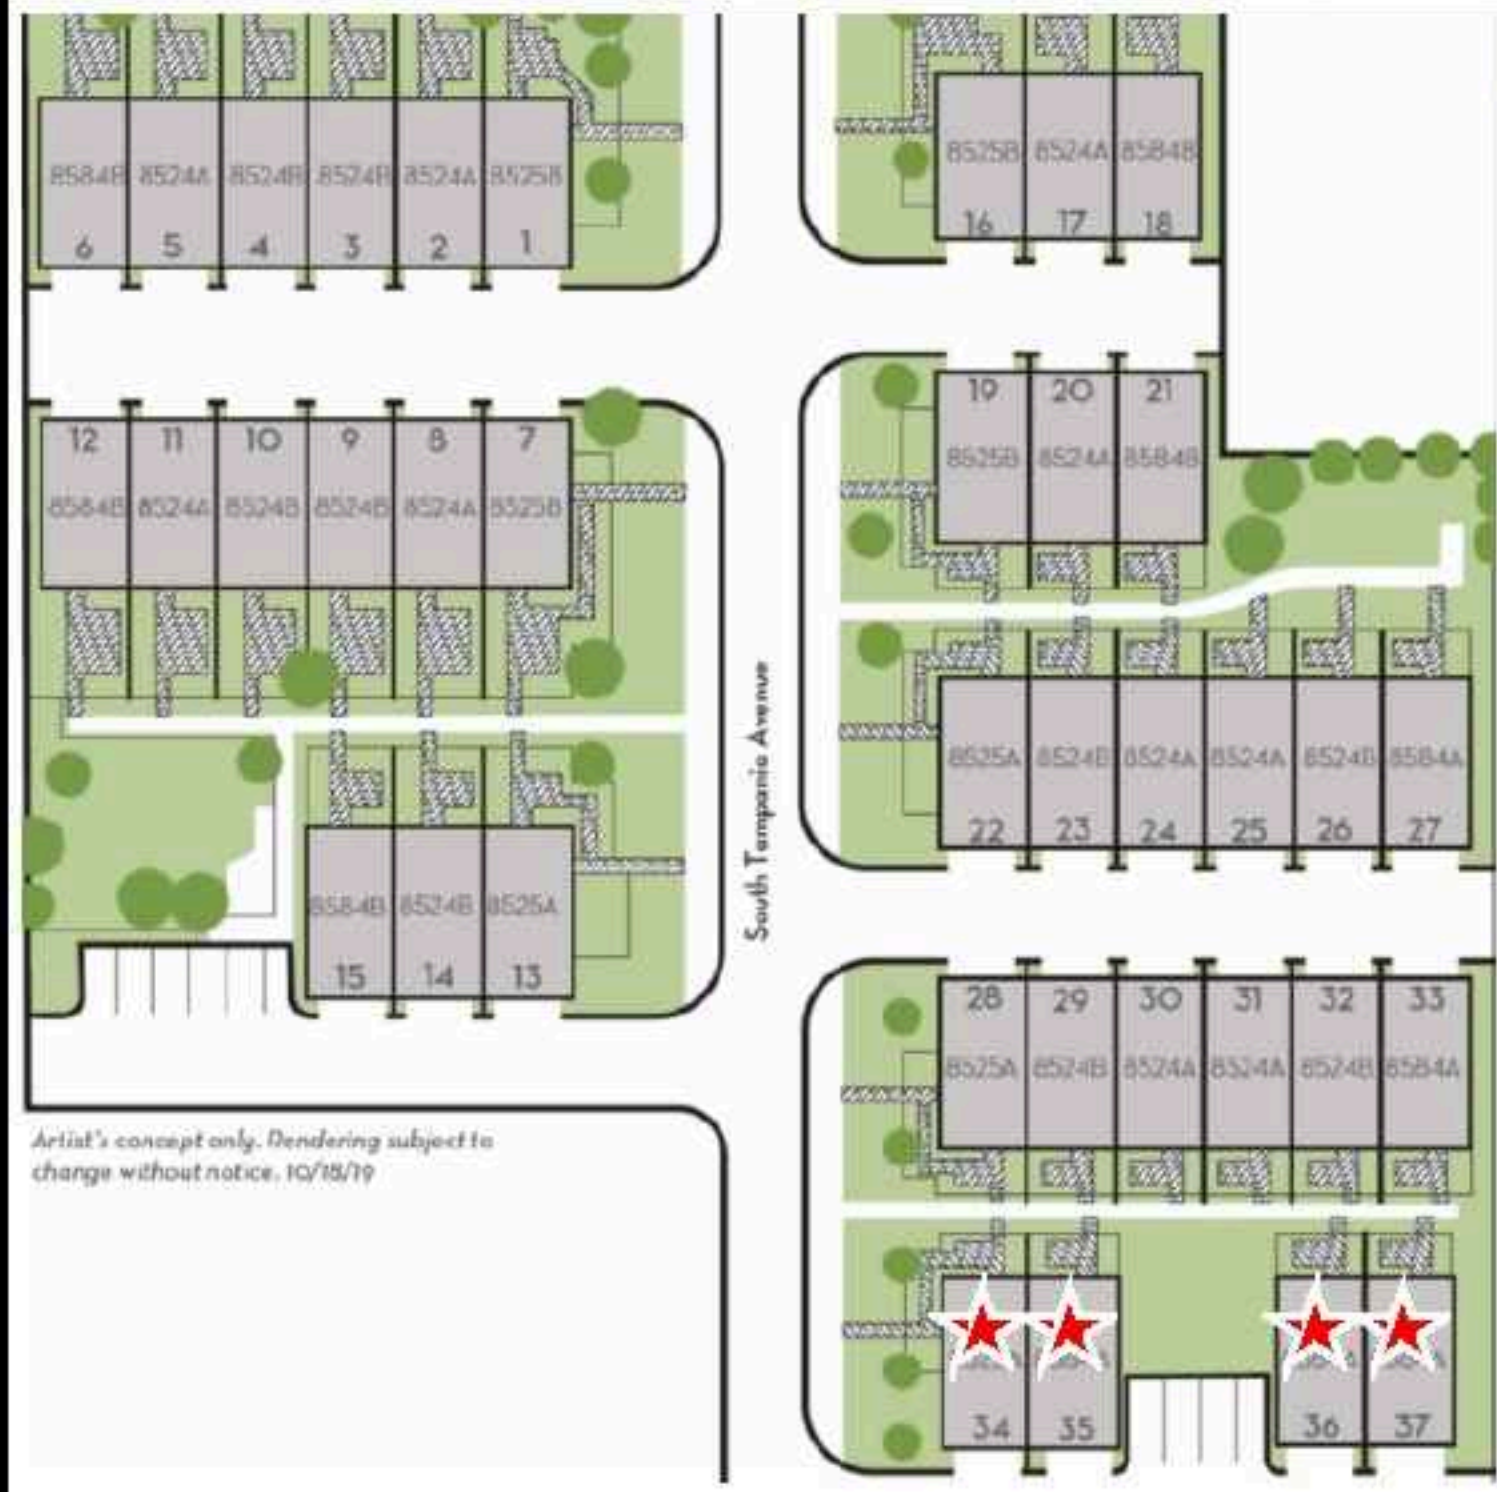 8584B 8524A 8524B 8524B 8524A 8525B
6 5 4 3 2 1
8525B 8524A 8584B
16 17 18
12 11 10 9 8 7
8584B 8524A 8524B 8524B 8524A 8525B
19 20 21
8525B 8524A 8584B
South Tampania Avenue
8525A 8524B 8524A 8524A 8524B 8584A
22 23 24 25 26 27
8584B 8524B 8525A
15 14 13
28 29 30 31 32 33
8525A 8524B 8524A 8524A 8524B 8584A
Artist's concept only. Rendering subject to
change without notice. 10/18/19
34 35 36 37